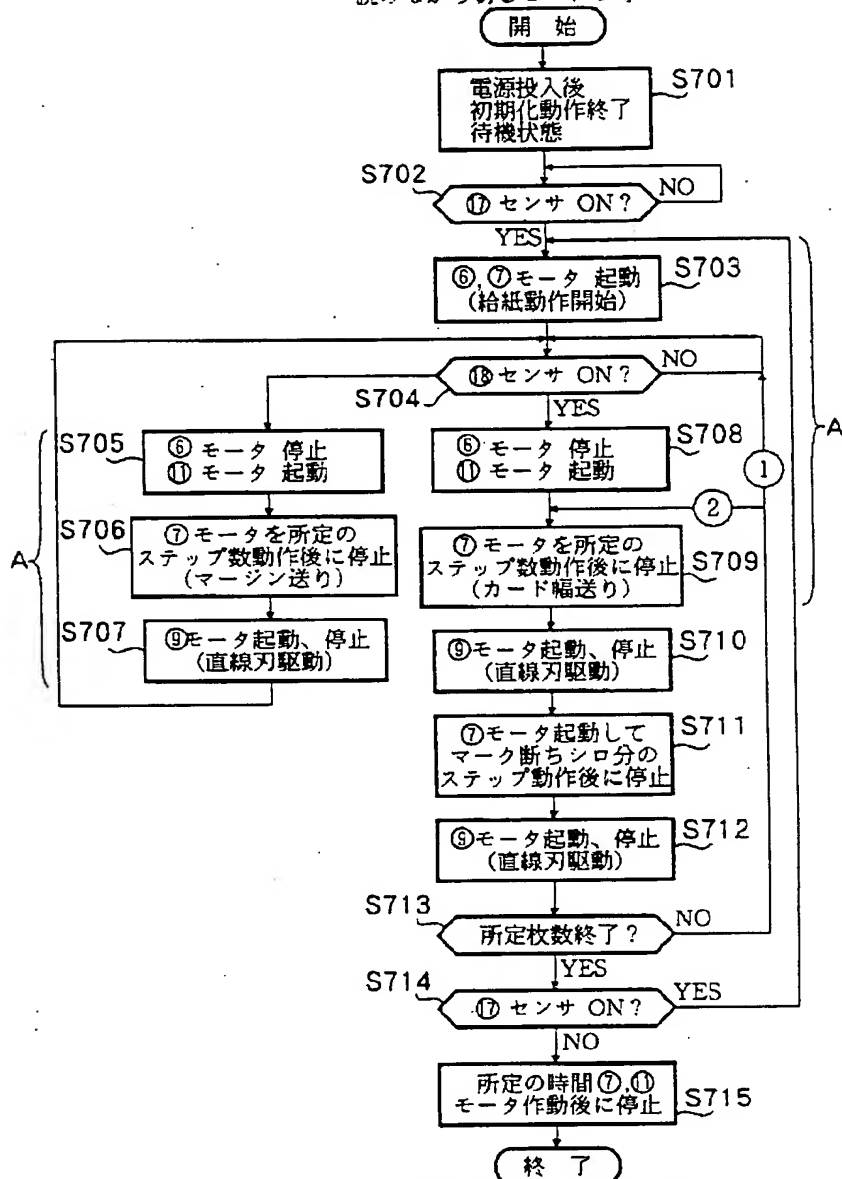 開 始
電源投入後
初期化動作終了
待機状態
S701
S702
⑰ センサ ON?
NO
YES
⑥,⑦モータ 起動
(給紙動作開始)
S703
⑱ センサ ON?
NO
S704
YES
S705
⑥ モータ 停止
⑪ モータ 起動
⑥ モータ 停止
⑪ モータ 起動
S708
A
①
②
S706
⑦モータを所定の
ステップ数動作後に停止
(マージン送り)
⑦モータを所定の
ステップ数動作後に停止
(カード幅送り)
S709
A
S707
⑨モータ起動、停止
(直線刃駆動)
⑨モータ起動、停止
(直線刃駆動)
S710
⑦モータ起動して
マーク断ちシロ分の
ステップ動作後に停止
S711
⑨モータ起動、停止
(直線刃駆動)
S712
S713
所定枚数終了?
NO
YES
S714
⑰ センサ ON?
YES
NO
所定の時間⑦,⑪
モータ作動後に停止
S715
終 了